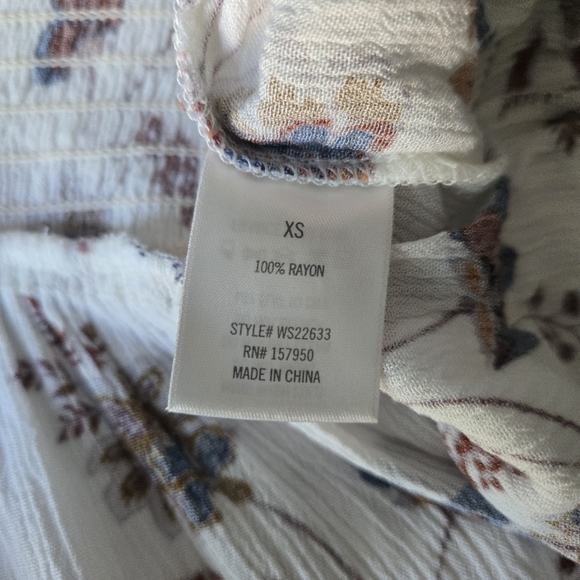 XS
100% RAYON
STYLE# WS22633
RN# 157950
MADE IN CHINA